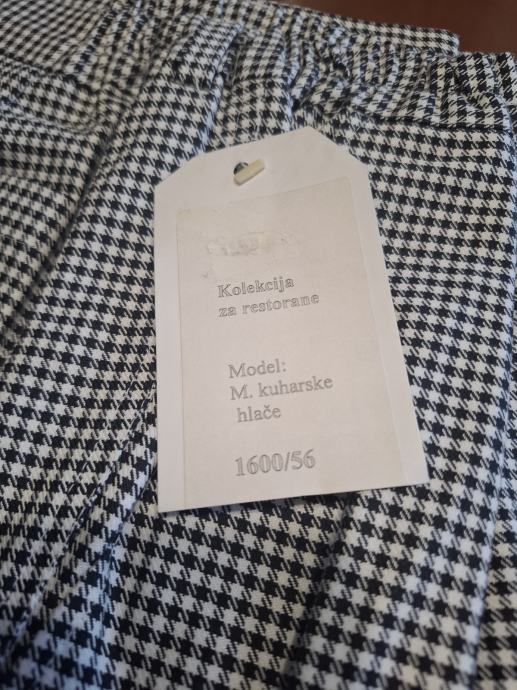 Kolekcija
za restorane
Model:
M. kuharske
hlače
1600/56